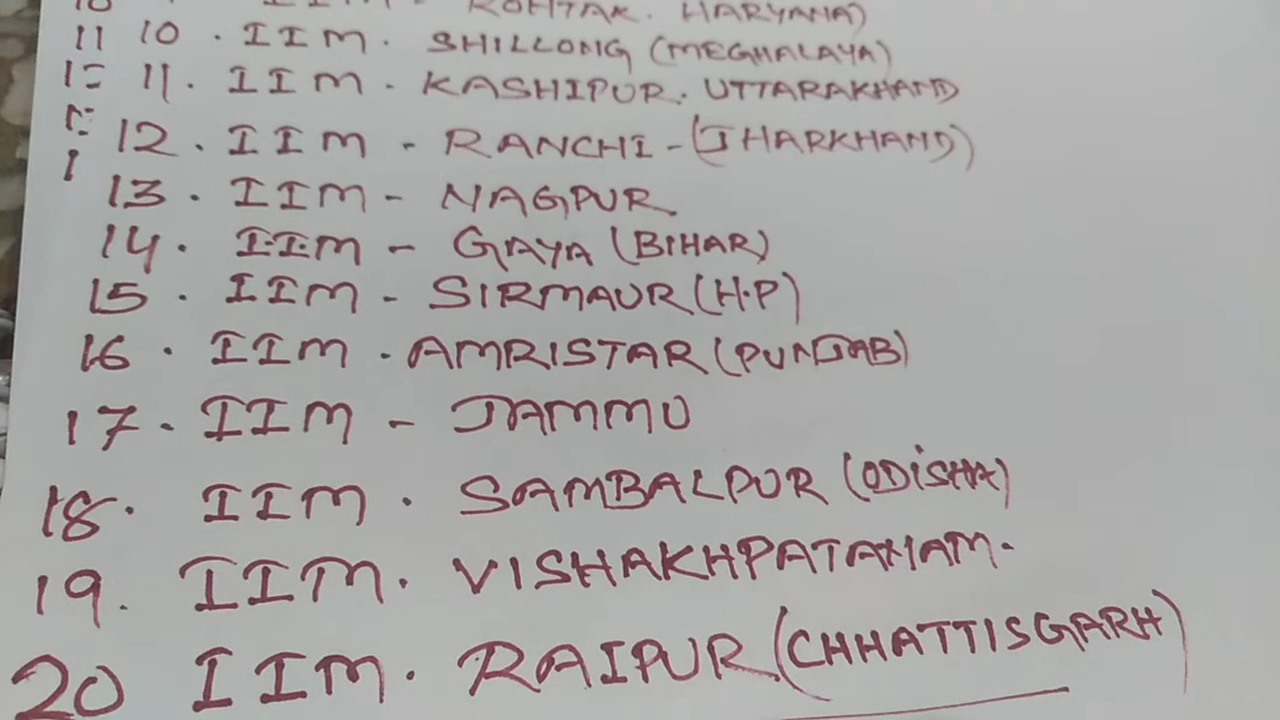 IIM - ROHTAK. HARYANA)
11 10 . IIM . SHILLONG (MEGHALAYA)
11. IIM - KASHIPUR. UTTARAKHAND
12. IIM - RANCHI - (JHARKHAND)
13. IIM - NAGPUR.
14. I.I.M - GAYA (BIHAR)
15. IIM - SIRMAUR (H.P)
16. IIM . AMRISTAR (PUNJAB)
17. IIM - JAMMU
18. IIM . SAMBALPUR (ODiSHA)
19. IIM. VISHAKHPATAHAM.
20 IIM. RAIPUR (CHHATTISGARH)